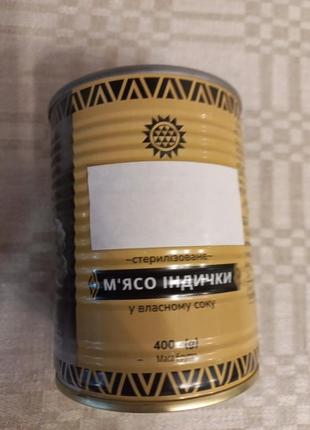 стерилізоване
М'ЯСО ІНДИЧКИ
у власному соку
400 г(g)